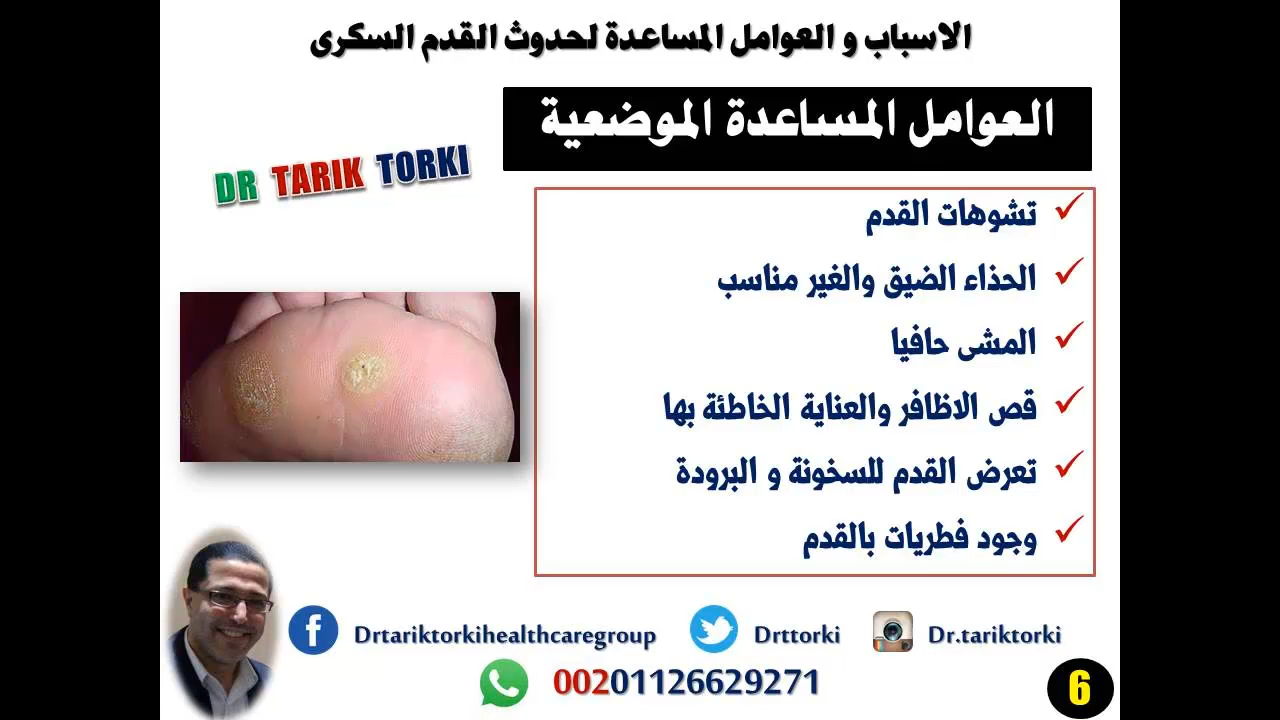 الاسباب و العوامل المساعدة لحدوث القدم السكرى
العوامل المساعدة الموضعية
DR TARIK TORKI
تشوهات القدم
الحذاء الضيق والغير مناسب
المشى حافيا
قص الاظافر والعناية الخاطئة بها
تعرض القدم للسخونة و البرودة
وجود فطريات بالقدم
Drtariktorkihealthcaregroup
Drttorki
Dr.tariktorki
00201126629271
6